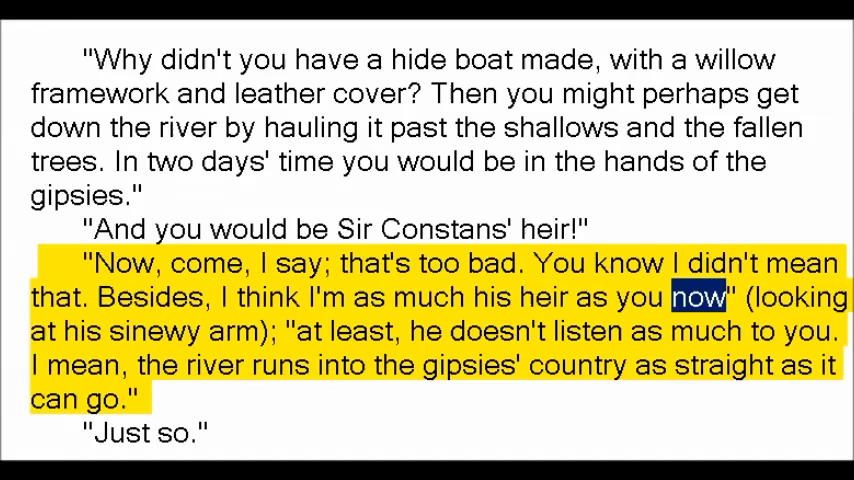 "Why didn't you have a hide boat made, with a willow
framework and leather cover? Then you might perhaps get
down the river by hauling it past the shallows and the fallen
trees. In two days' time you would be in the hands of the
gipsies."
"And you would be Sir Constans' heir!"
"Now, come, I say; that's too bad. You know I didn't mean
that. Besides, I think I'm as much his heir as you now" (looking
at his sinewy arm); "at least, he doesn't listen as much to you.
I mean, the river runs into the gipsies' country as straight as it
can go."
"Just so."